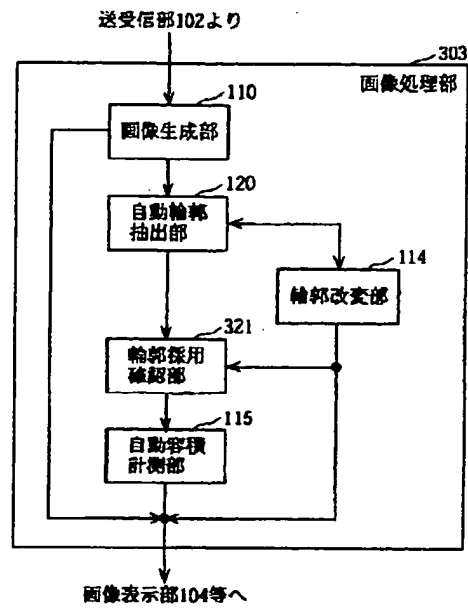 送受信部102より
303
画像処理部
110
画像生成部
120
自動輪郭
抽出部
114
輪郭改変部
321
輪郭採用
確認部
115
自動容積
計測部
画像表示部104等へ